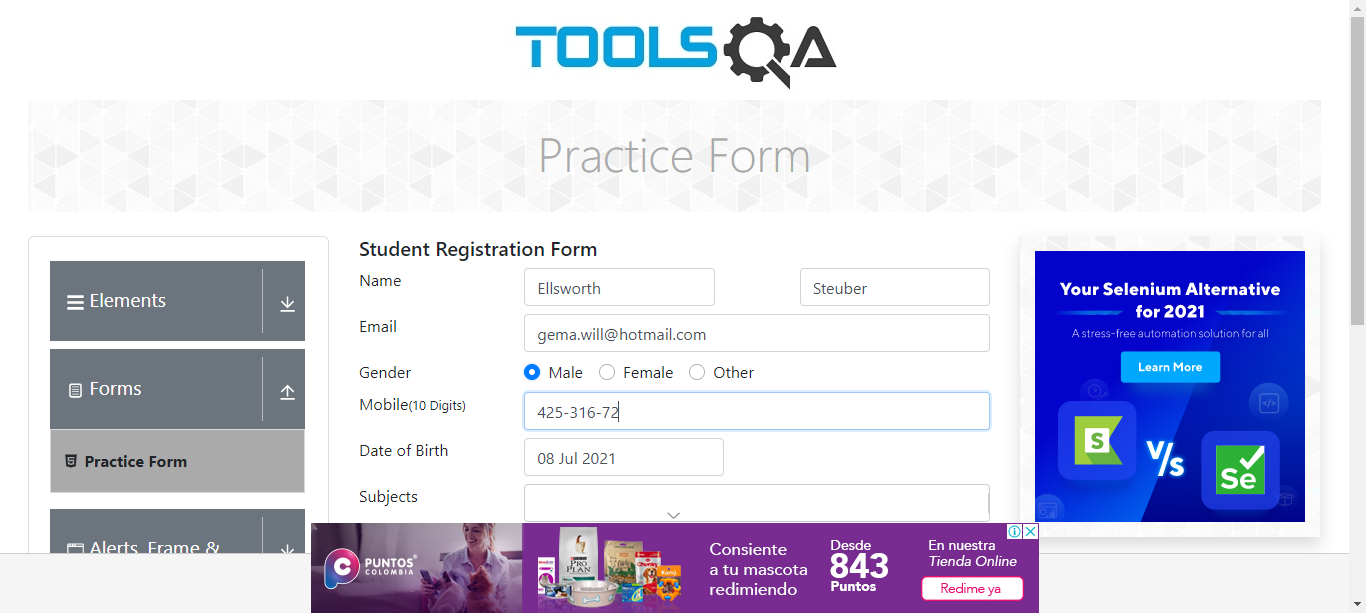 TOOLSQA
Practice Form
Elements
Forms
Practice Form
Alerts, Frame &
Student Registration Form
Name
Ellsworth
Steuber
Email
gema.will@hotmail.com
Gender
Male
Female
Other
Mobile(10 Digits)
425-316-72
Date of Birth
08 Jul 2021
Subjects
Your Selenium Alternative
for 2021
A stress-free automation solution for all
Learn More
S
V/s
Se
PUNTOS
COLOMBIA
PRO PLAN
Consiente
a tu mascota
redimiendo
Desde
843
Puntos
En nuestra
Tienda Online
Redime ya